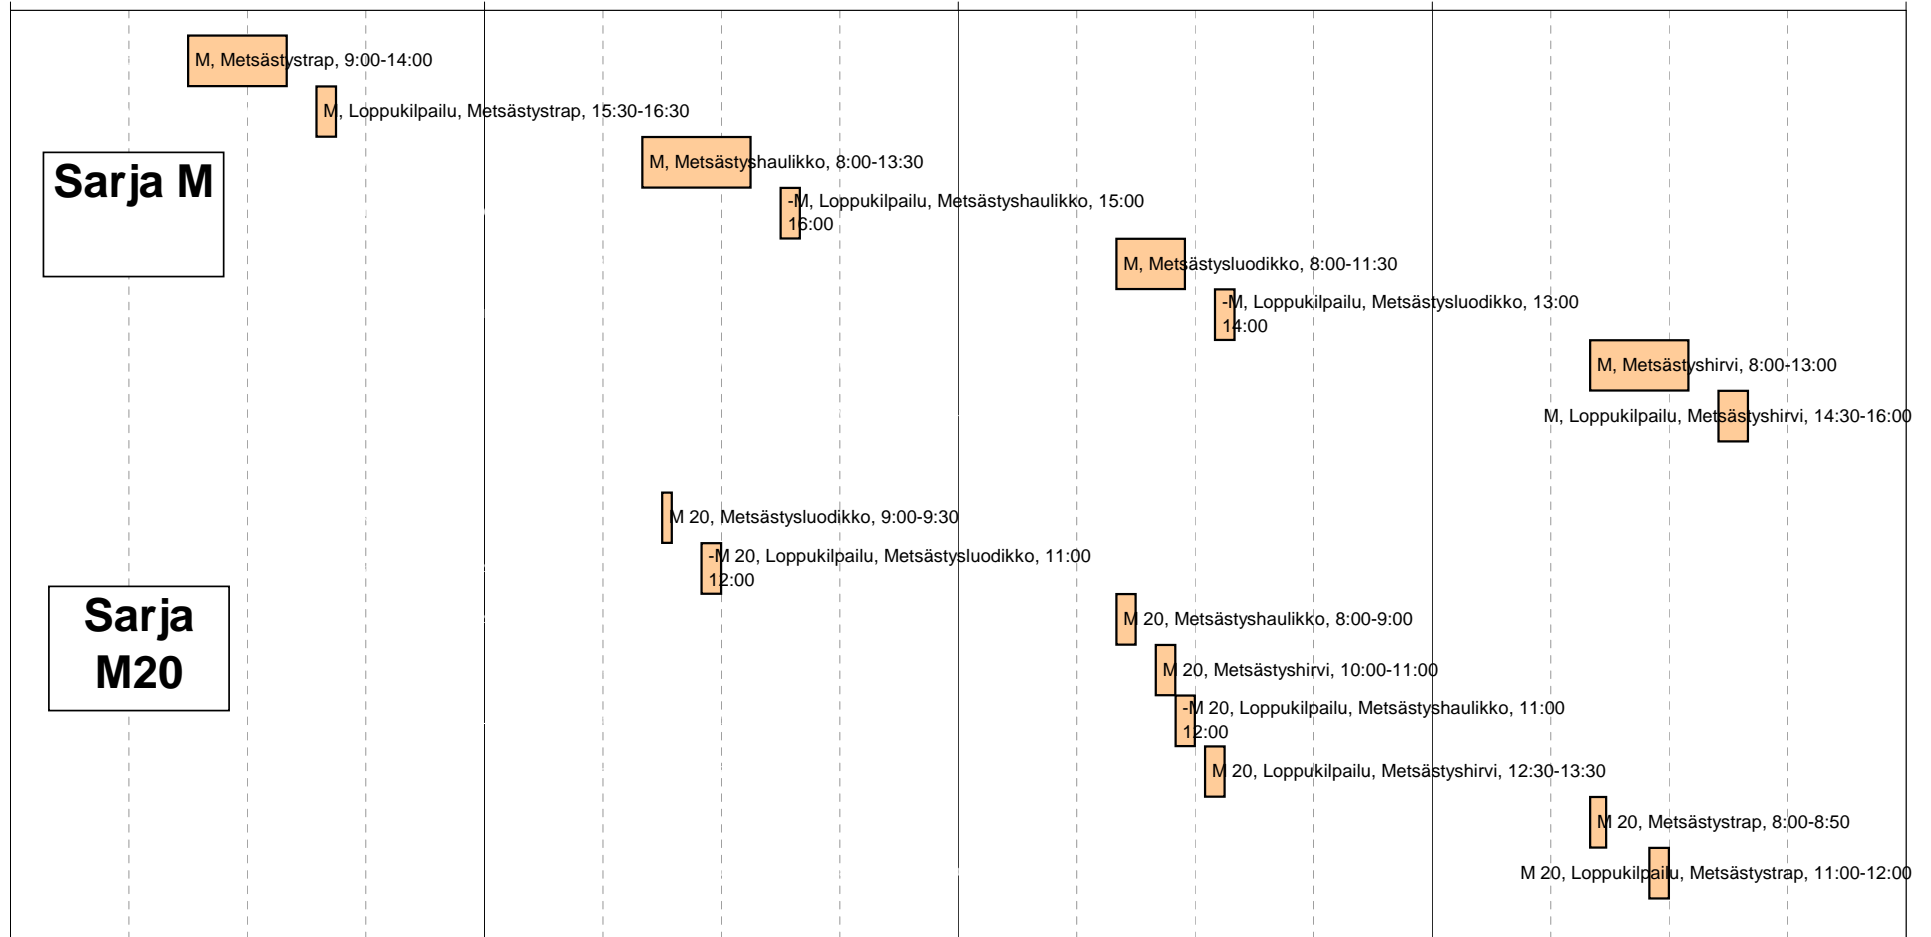 M, Metsästystrap, 9:00-14:00
M, Loppukilpailu, Metsästystrap, 15:30-16:30
M, Metsästyshaulikko, 8:00-13:30
Sarja M
-M, Loppukilpailu, Metsästyshaulikko, 15:00
16:00
M, Metsästysluodikko, 8:00-11:30
-M, Loppukilpailu, Metsästysluodikko, 13:00
14:00
M, Metsästyshirvi, 8:00-13:00
M, Loppukilpailu, Metsästyshirvi, 14:30-16:00
M 20, Metsästysluodikko, 9:00-9:30
-M 20, Loppukilpailu, Metsästysluodikko, 11:00
12:00
Sarja
M20
M 20, Metsästyshaulikko, 8:00-9:00
M 20, Metsästyshirvi, 10:00-11:00
-M 20, Loppukilpailu, Metsästyshaulikko, 11:00
12:00
M 20, Loppukilpailu, Metsästyshirvi, 12:30-13:30
M 20, Metsästystrap, 8:00-8:50
M 20, Loppukilpailu, Metsästystrap, 11:00-12:00